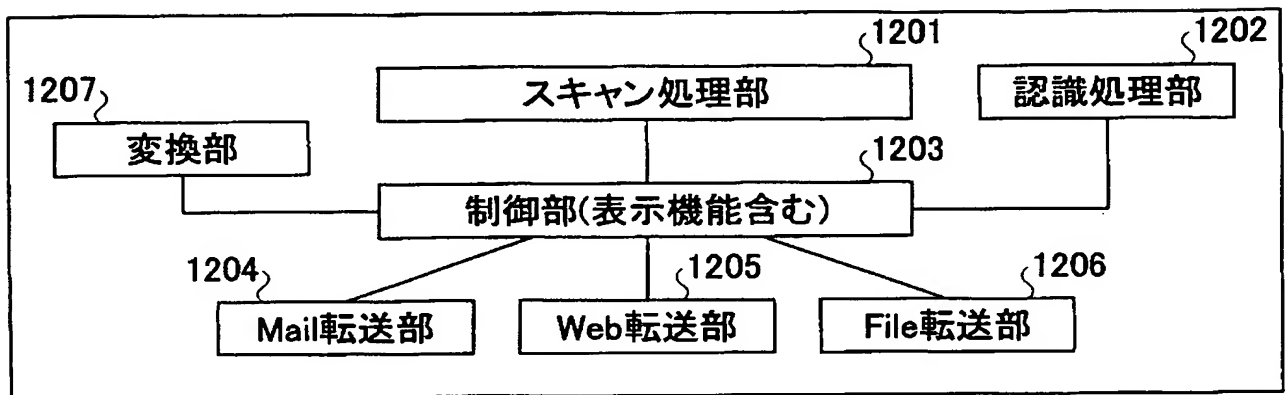 1201
1202
スキャン処理部
認識処理部
1207
変換部
1203
制御部(表示機能含む)
1204
1205
1206
Mail転送部
Web転送部
File転送部